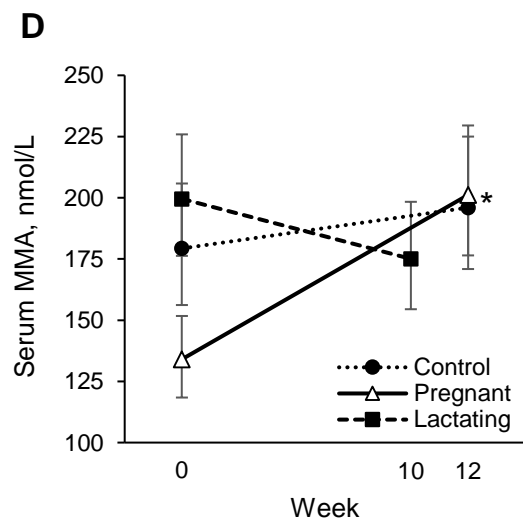 D
Serum MMA, nmol/L
250
225
200
175
150
125
100
*
Control
Pregnant
Lactating
0 10 12
Week